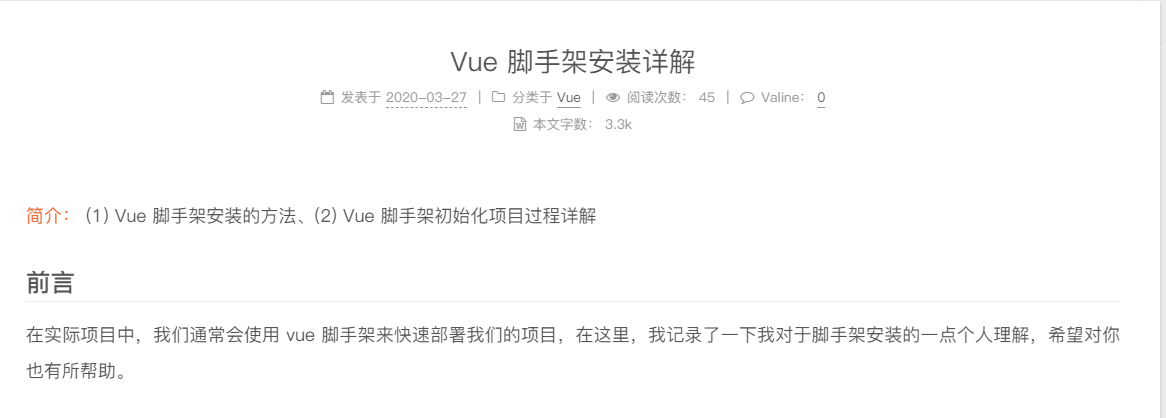 Vue 脚手架安装详解
发表于 2020-03-27 | 分类于 Vue | 阅读次数： 45 | Valine： 0
本文字数： 3.3k
简介： (1) Vue 脚手架安装的方法、(2) Vue 脚手架初始化项目过程详解
前言
在实际项目中，我们通常会使用 vue 脚手架来快速部署我们的项目，在这里，我记录了一下我对于脚手架安装的一点个人理解，希望对你
也有所帮助。